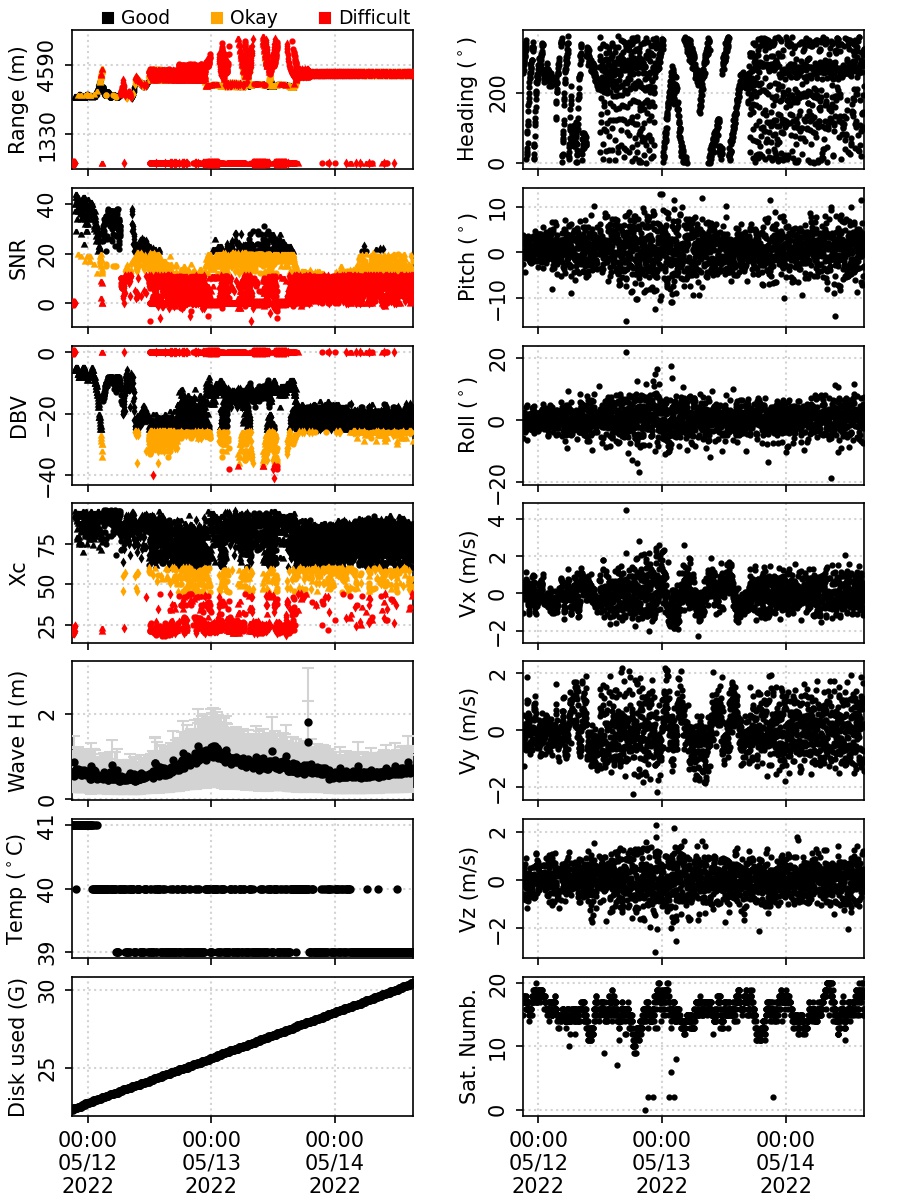 Good Okay Difficult
Range (m)
4590
1330
Heading (°)
200
0
SNR
40
20
0
Pitch (°)
10
0
−10
DBV
0
−20
−40
Roll (°)
20
0
−20
Xc
75
50
25
Vx (m/s)
4
2
0
−2
Wave H (m)
2
0
Vy (m/s)
2
0
−2
Temp (°C)
41
40
39
Vz (m/s)
2
0
−2
Disk used (G)
30
25
Sat. Numb.
20
10
0
00:00 00:00 00:00
05/12 05/13 05/14
2022 2022 2022
00:00 00:00 00:00
05/12 05/13 05/14
2022 2022 2022